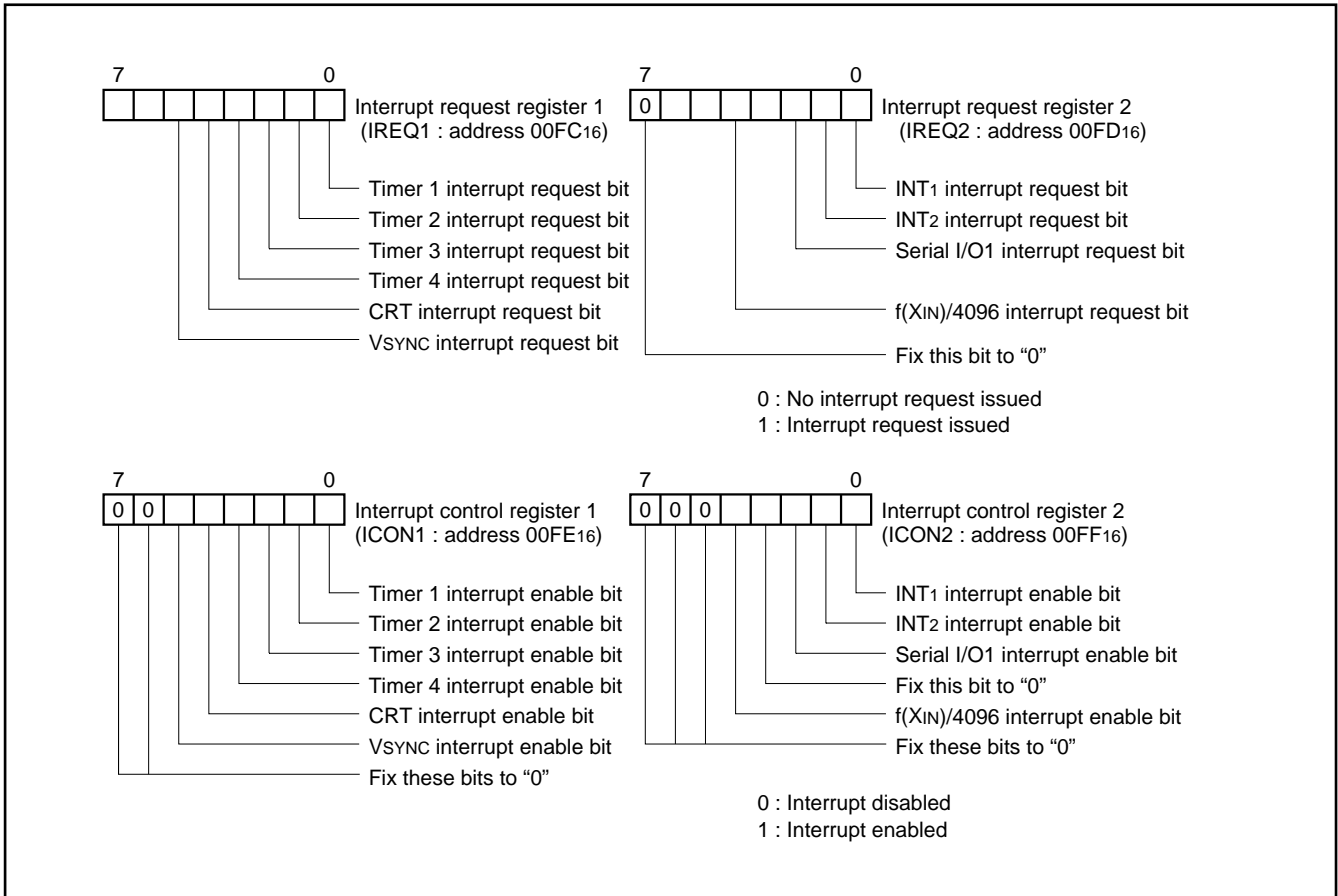 7 0
Interrupt request register 1
(IREQ1 : address 00FC16)
Timer 1 interrupt request bit
Timer 2 interrupt request bit
Timer 3 interrupt request bit
Timer 4 interrupt request bit
CRT interrupt request bit
VSYNC interrupt request bit
7 0
0
Interrupt request register 2
(IREQ2 : address 00FD16)
INT1 interrupt request bit
INT2 interrupt request bit
Serial I/O1 interrupt request bit
f(XIN)/4096 interrupt request bit
Fix this bit to “0”
0 : No interrupt request issued
1 : Interrupt request issued
7 0
0 0
Interrupt control register 1
(ICON1 : address 00FE16)
Timer 1 interrupt enable bit
Timer 2 interrupt enable bit
Timer 3 interrupt enable bit
Timer 4 interrupt enable bit
CRT interrupt enable bit
VSYNC interrupt enable bit
Fix these bits to “0”
7 0
0 0 0
Interrupt control register 2
(ICON2 : address 00FF16)
INT1 interrupt enable bit
INT2 interrupt enable bit
Serial I/O1 interrupt enable bit
Fix this bit to “0”
f(XIN)/4096 interrupt enable bit
Fix these bits to “0”
0 : Interrupt disabled
1 : Interrupt enabled